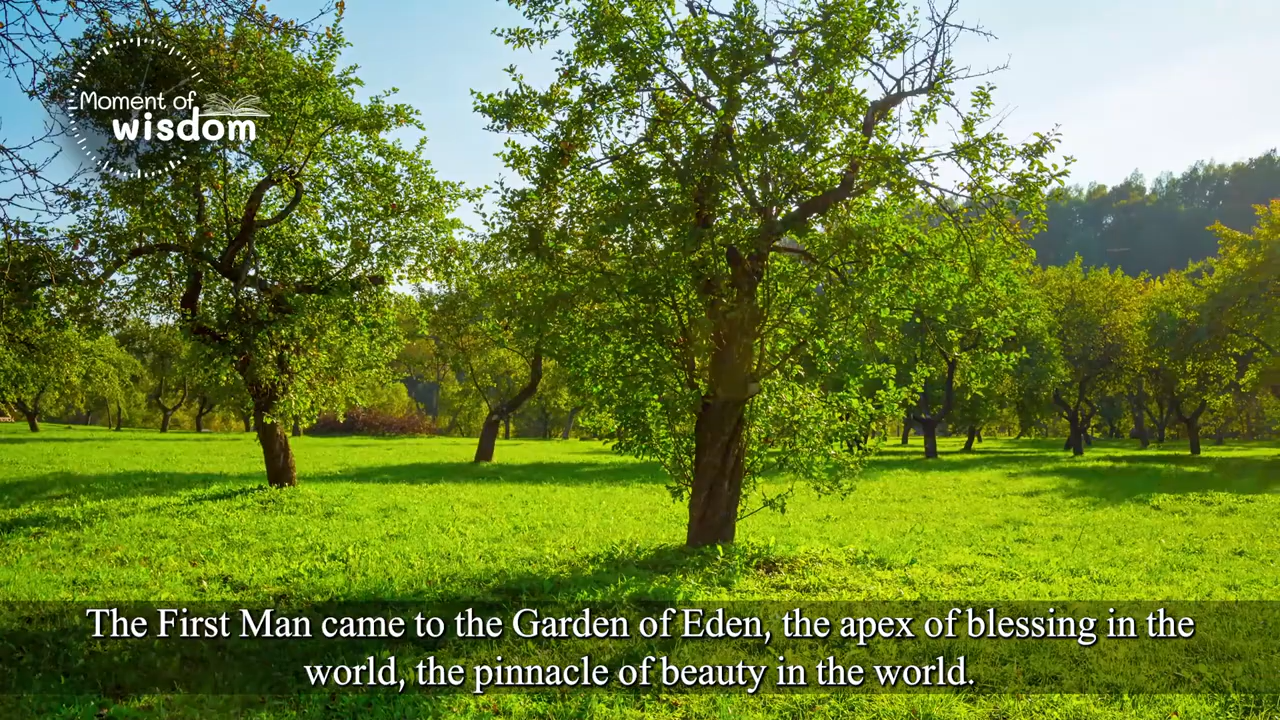 Moment of
wisdom
The First Man came to the Garden of Eden, the apex of blessing in the
world, the pinnacle of beauty in the world.